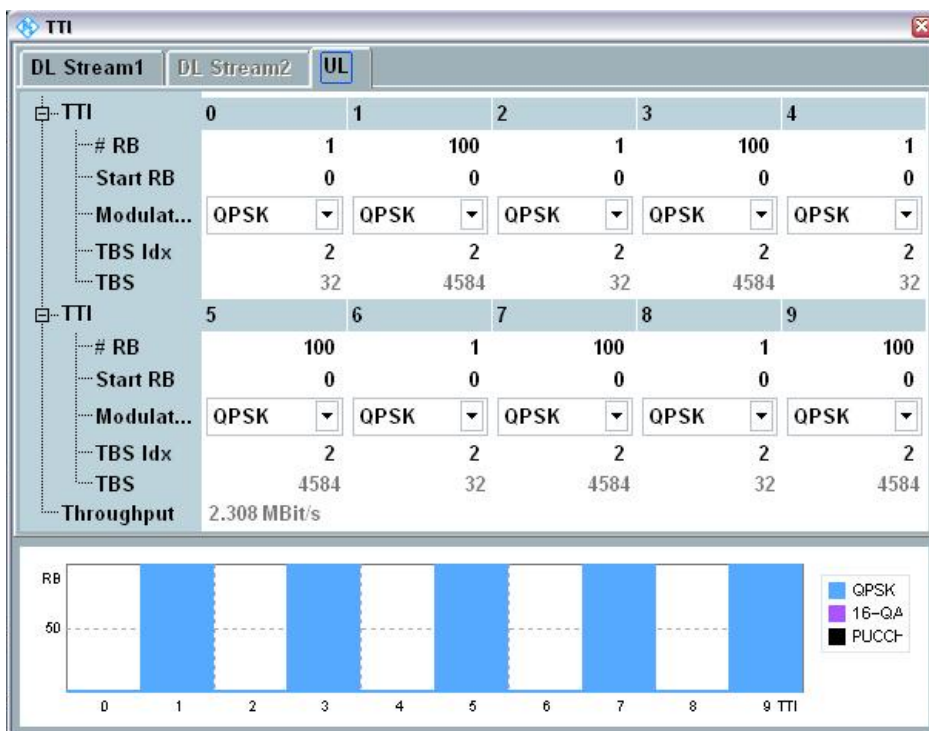 TTI
DL Stream1 DL Stream2 UL
TTI 0 1 2 3 4
# RB 1 100 1 100 1
Start RB 0 0 0 0 0
Modulat... QPSK QPSK QPSK QPSK QPSK
TBS Idx 2 2 2 2 2
TBS 32 4584 32 4584 32
TTI 5 6 7 8 9
# RB 100 1 100 1 100
Start RB 0 0 0 0 0
Modulat... QPSK QPSK QPSK QPSK QPSK
TBS Idx 2 2 2 2 2
TBS 4584 32 4584 32 4584
Throughput 2.308 MBit/s
RB
50
0 1 2 3 4 5 6 7 8 9 TTI
QPSK
16-QA
PUCCH